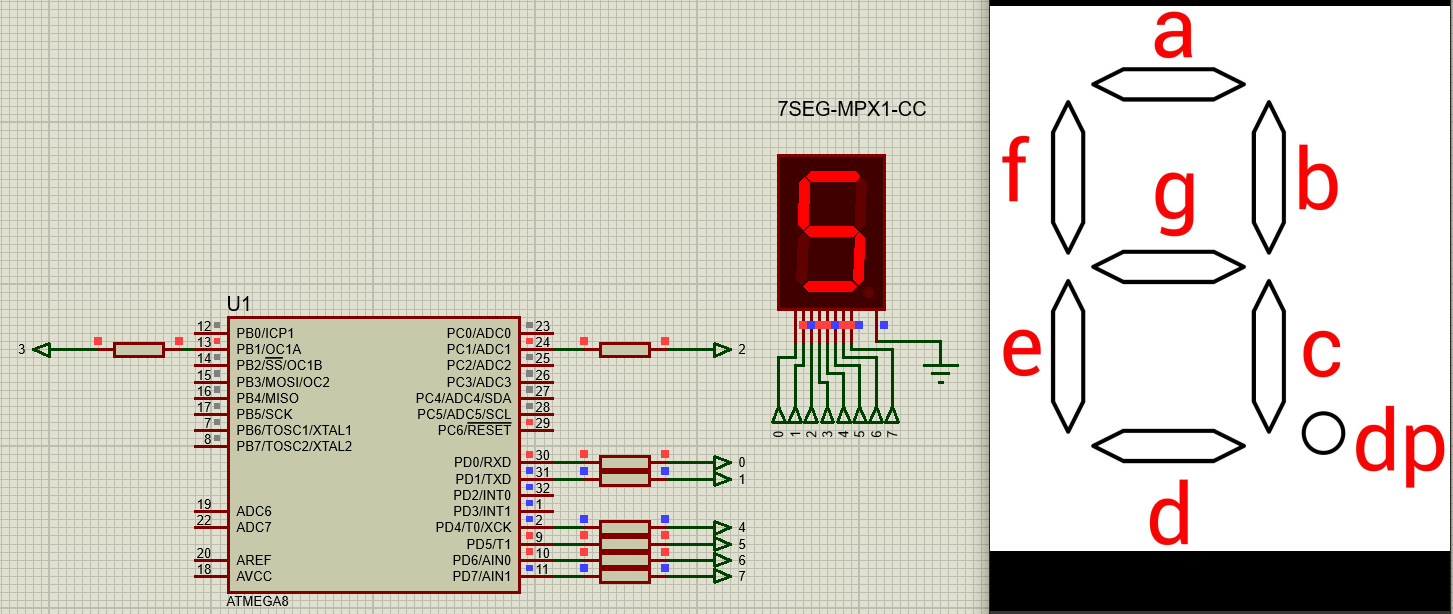 7SEG-MPX1-CC
U1
12 PB0/ICP1 PC0/ADC0 23
3 13 PB1/OC1A PC1/ADC1 24 2
14 PB2/SS/OC1B PC2/ADC2 25
15 PB3/MOSI/OC2 PC3/ADC3 26
16 PB4/MISO PC4/ADC4/SDA 27
17 PB5/SCK PC5/ADC5/SCL 28
7 PB6/TOSC1/XTAL1 PC6/RESET 29
8 PB7/TOSC2/XTAL2
PD0/RXD 30 0
PD1/TXD 31 1
PD2/INT0 32
19 ADC6 PD3/INT1 1
22 ADC7 PD4/T0/XCK 2 4
PD5/T1 9 5
20 AREF PD6/AIN0 10 6
18 AVCC PD7/AIN1 11 7
ATMEGA8
5
0 1 2 3 4 5 6 7
a
f
b
g
e
c
dp
d